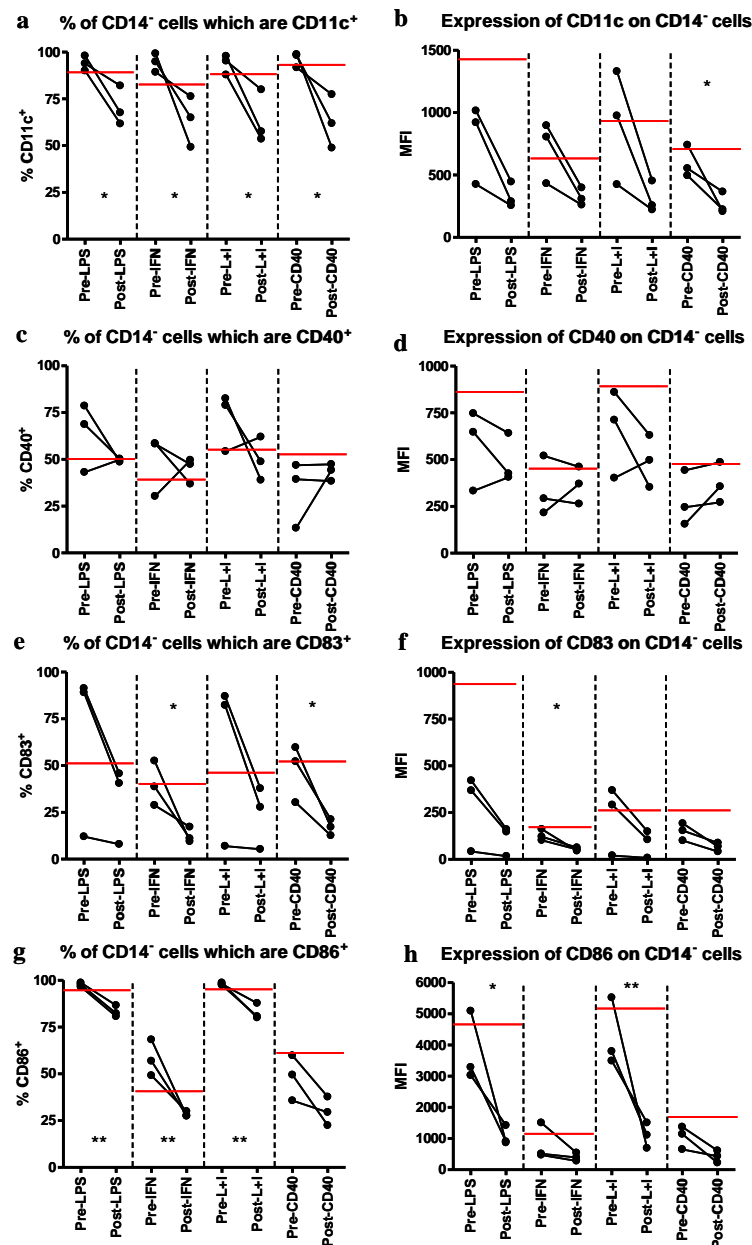 a % of CD14⁻ cells which are CD11c⁺
% CD11c⁺
100
75
50
25
0
* * * *
Pre-LPS Post-LPS Pre-IFN Post-IFN Pre-L+I Post-L+I Pre-CD40 Post-CD40
b Expression of CD11c on CD14⁻ cells
MFI
1500
1000
500
0
*
Pre-LPS Post-LPS Pre-IFN Post-IFN Pre-L+I Post-L+I Pre-CD40 Post-CD40
c % of CD14⁻ cells which are CD40⁺
% CD40⁺
100
75
50
25
0
Pre-LPS Post-LPS Pre-IFN Post-IFN Pre-L+I Post-L+I Pre-CD40 Post-CD40
d Expression of CD40 on CD14⁻ cells
MFI
1000
750
500
250
0
Pre-LPS Post-LPS Pre-IFN Post-IFN Pre-L+I Post-L+I Pre-CD40 Post-CD40
e % of CD14⁻ cells which are CD83⁺
% CD83⁺
100
75
50
25
0
* *
Pre-LPS Post-LPS Pre-IFN Post-IFN Pre-L+I Post-L+I Pre-CD40 Post-CD40
f Expression of CD83 on CD14⁻ cells
MFI
1000
750
500
250
0
*
Pre-LPS Post-LPS Pre-IFN Post-IFN Pre-L+I Post-L+I Pre-CD40 Post-CD40
g % of CD14⁻ cells which are CD86⁺
% CD86⁺
100
75
50
25
0
** ** **
Pre-LPS Post-LPS Pre-IFN Post-IFN Pre-L+I Post-L+I Pre-CD40 Post-CD40
h Expression of CD86 on CD14⁻ cells
MFI
6000
5000
4000
3000
2000
1000
0
* **
Pre-LPS Post-LPS Pre-IFN Post-IFN Pre-L+I Post-L+I Pre-CD40 Post-CD40